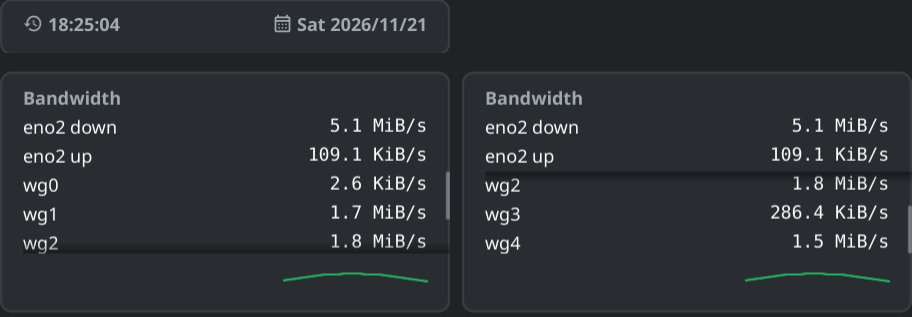 18:25:04 Sat 2026/11/21
Bandwidth
eno2 down 5.1 MiB/s
eno2 up 109.1 KiB/s
wg0 2.6 KiB/s
wg1 1.7 MiB/s
wg2 1.8 MiB/s
Bandwidth
eno2 down 5.1 MiB/s
eno2 up 109.1 KiB/s
wg2 1.8 MiB/s
wg3 286.4 KiB/s
wg4 1.5 MiB/s